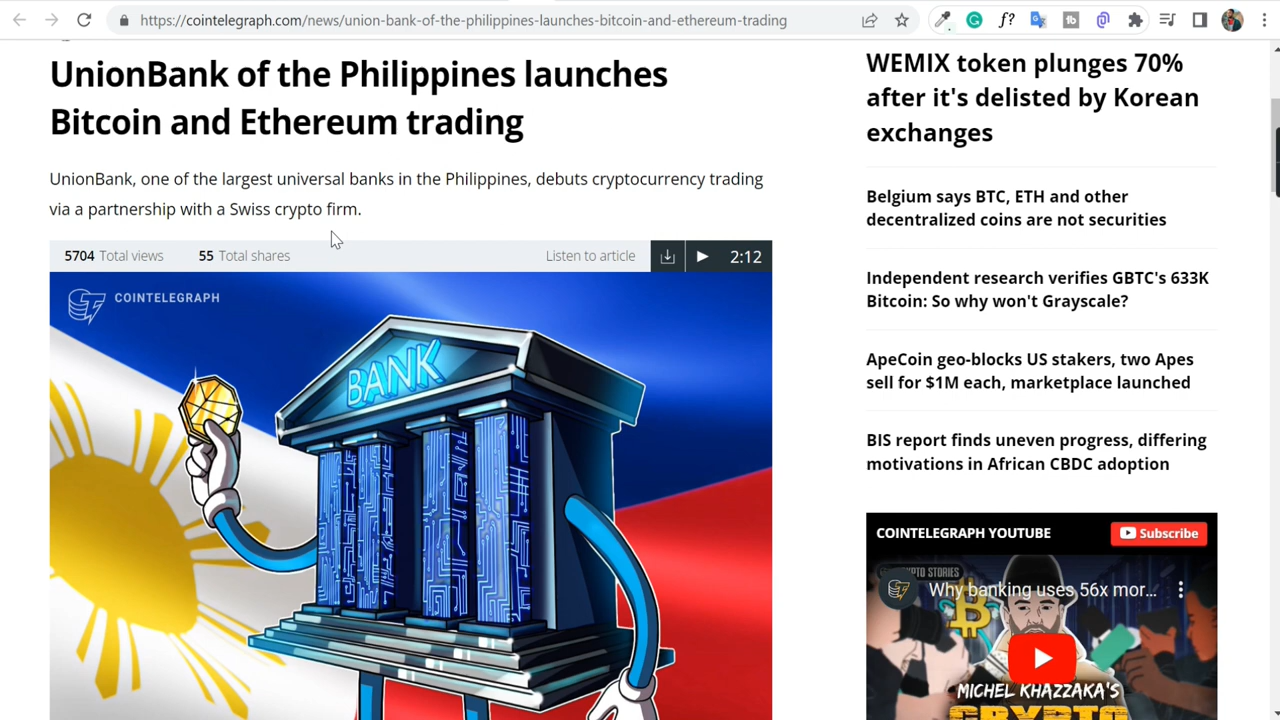 https://cointelegraph.com/news/union-bank-of-the-philippines-launches-bitcoin-and-ethereum-trading
UnionBank of the Philippines launches
Bitcoin and Ethereum trading
UnionBank, one of the largest universal banks in the Philippines, debuts cryptocurrency trading
via a partnership with a Swiss crypto firm.
5704 Total views 55 Total shares Listen to article 2:12
COINTELEGRAPH
BANK
WEMIX token plunges 70%
after it's delisted by Korean
exchanges
Belgium says BTC, ETH and other
decentralized coins are not securities
Independent research verifies GBTC's 633K
Bitcoin: So why won't Grayscale?
ApeCoin geo-blocks US stakers, two Apes
sell for $1M each, marketplace launched
BIS report finds uneven progress, differing
motivations in African CBDC adoption
COINTELEGRAPH YOUTUBE Subscribe
CRYPTO STORIES
Why banking uses 56x mor...
MICHEL KHAZZAKA'S
CRYPTO